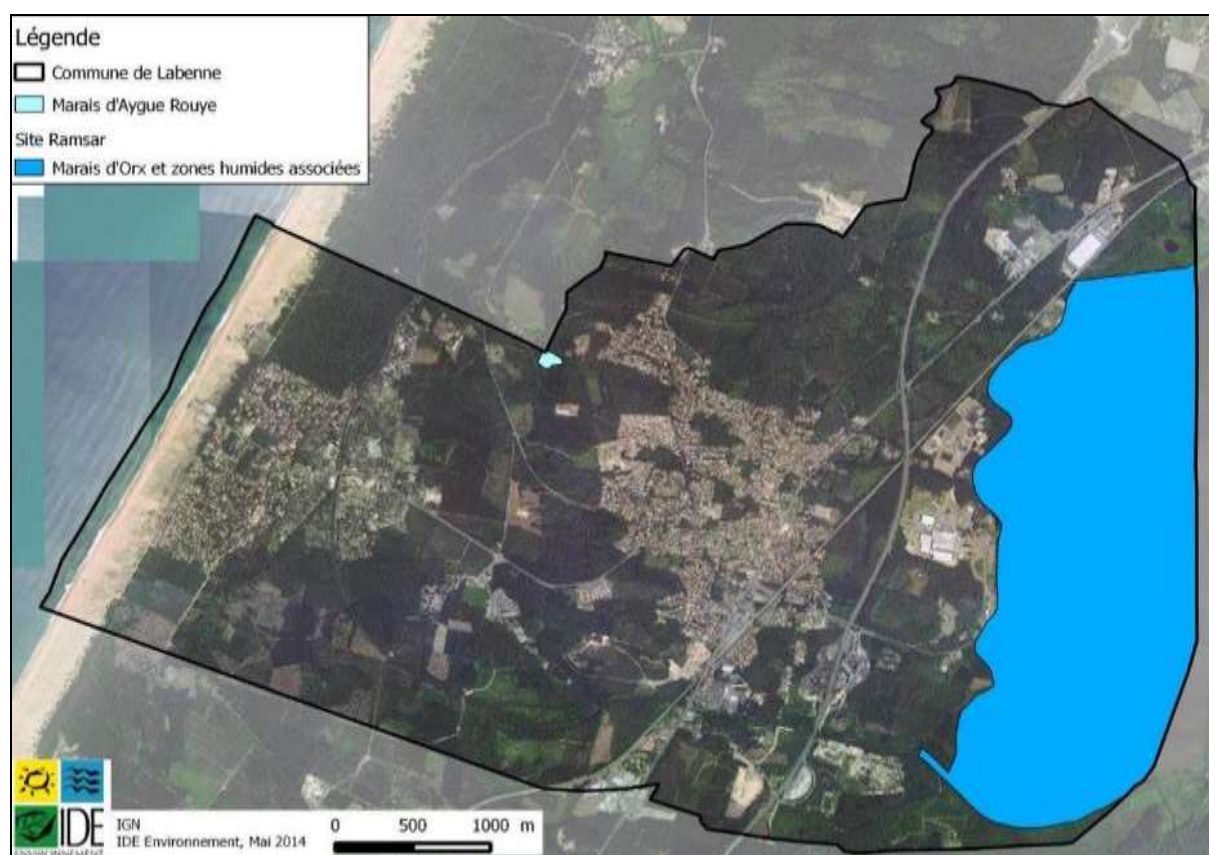 Légende
Commune de Labenne
Marais d'Aygue Rouye
Site Ramsar
Marais d'Orx et zones humides associées
IDE
ENVIRONNEMENT
IGN
IDE Environnement, Mai 2014
0 500 1000 m